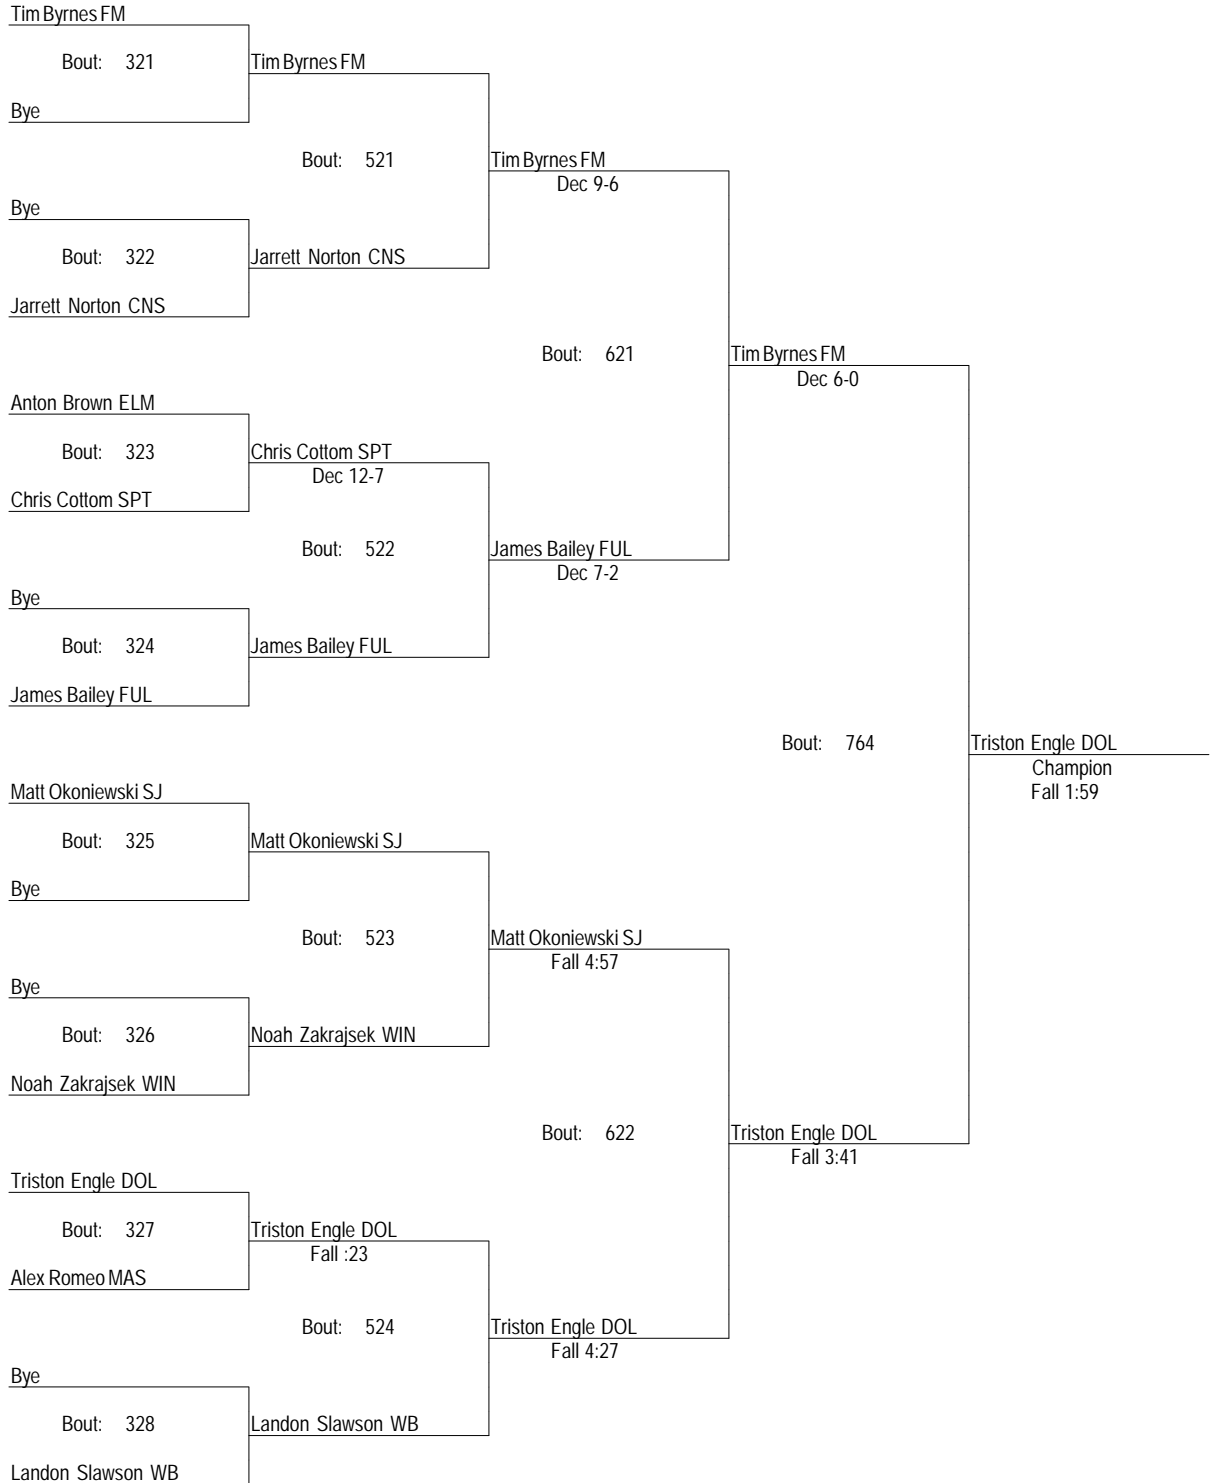 Tim Byrnes FM
Bout: 321 Tim Byrnes FM
Bye
Bout: 521 Tim Byrnes FM
Dec 9-6
Bye
Bout: 322 Jarrett Norton CNS
Jarrett Norton CNS
Bout: 621 Tim Byrnes FM
Dec 6-0
Anton Brown ELM
Bout: 323 Chris Cottom SPT
Dec 12-7
Chris Cottom SPT
Bout: 522 James Bailey FUL
Dec 7-2
Bye
Bout: 324 James Bailey FUL
James Bailey FUL
Bout: 764 Triston Engle DOL
Champion
Fall 1:59
Matt Okoniewski SJ
Bout: 325 Matt Okoniewski SJ
Bye
Bout: 523 Matt Okoniewski SJ
Fall 4:57
Bye
Bout: 326 Noah Zakrajsek WIN
Noah Zakrajsek WIN
Bout: 622 Triston Engle DOL
Fall 3:41
Triston Engle DOL
Bout: 327 Triston Engle DOL
Fall :23
Alex Romeo MAS
Bout: 524 Triston Engle DOL
Fall 4:27
Bye
Bout: 328 Landon Slawson WB
Landon Slawson WB